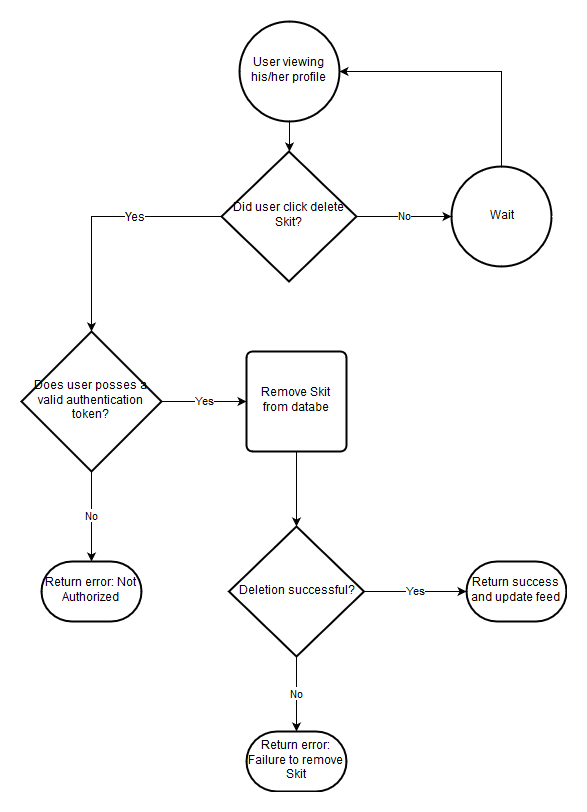 User viewing
his/her profile
Did user click delete
Skit?
Yes
No
Wait
Does user posses a
valid authentication
token?
Yes
Remove Skit
from databe
No
Return error: Not
Authorized
Deletion successful?
Yes
Return success
and update feed
No
Return error:
Failure to remove
Skit